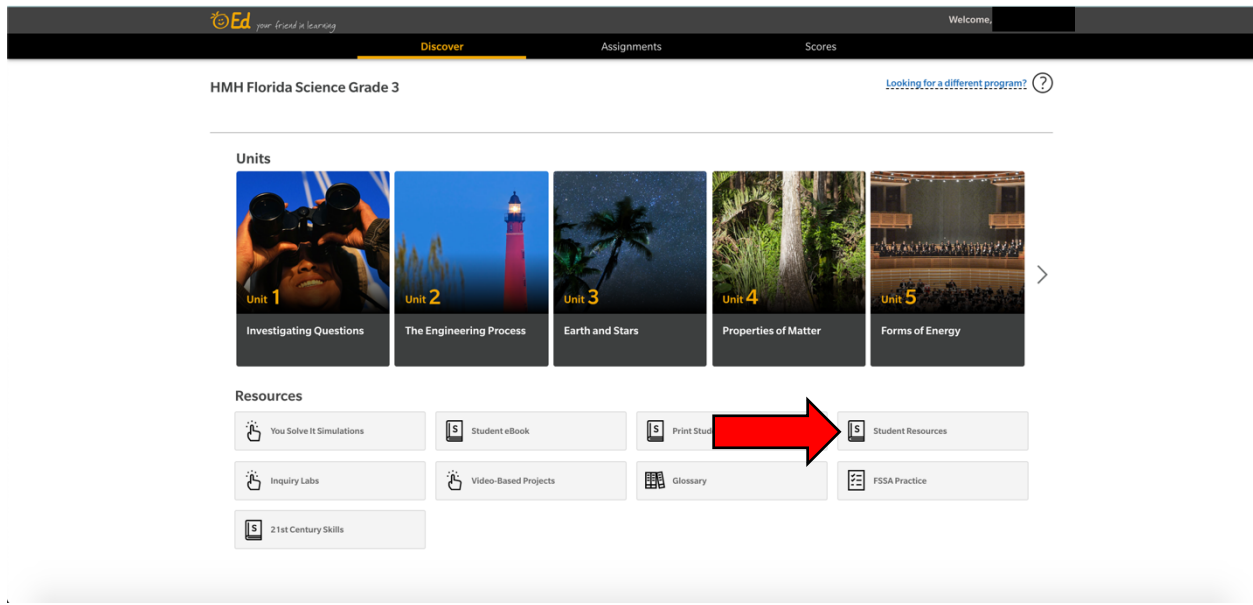 Ed your friend in learning
Welcome,
Discover Assignments Scores
HMH Florida Science Grade 3
Looking for a different program? ?
Units
Unit 1
Investigating Questions
Unit 2
The Engineering Process
Unit 3
Earth and Stars
Unit 4
Properties of Matter
Unit 5
Forms of Energy
Resources
You Solve It Simulations
S Student eBook
S Print
S Student Resources
Inquiry Labs
Video-Based Projects
Glossary
FSSA Practice
S 21st Century Skills